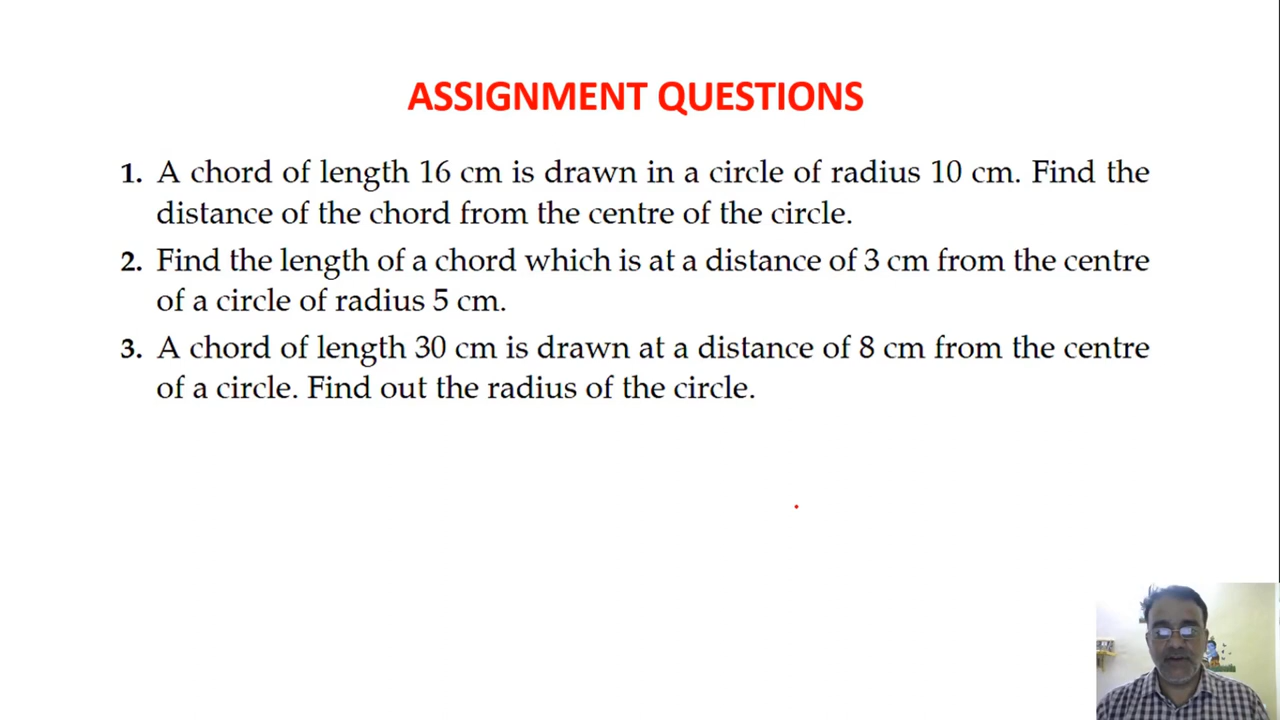 ASSIGNMENT QUESTIONS
1. A chord of length 16 cm is drawn in a circle of radius 10 cm. Find the
distance of the chord from the centre of the circle.
2. Find the length of a chord which is at a distance of 3 cm from the centre
of a circle of radius 5 cm.
3. A chord of length 30 cm is drawn at a distance of 8 cm from the centre
of a circle. Find out the radius of the circle.